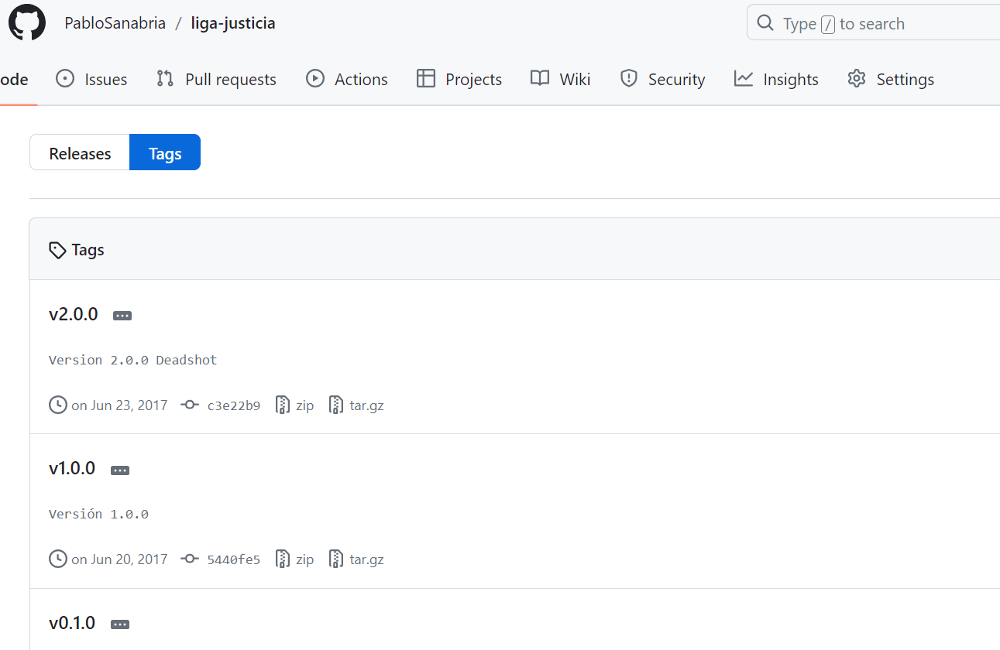 PabloSanabria / liga-justicia
Type / to search
ode Issues Pull requests Actions Projects Wiki Security Insights Settings
Releases Tags
Tags
v2.0.0
Version 2.0.0 Deadshot
on Jun 23, 2017 c3e22b9 zip tar.gz
v1.0.0
Versión 1.0.0
on Jun 20, 2017 5440fe5 zip tar.gz
v0.1.0